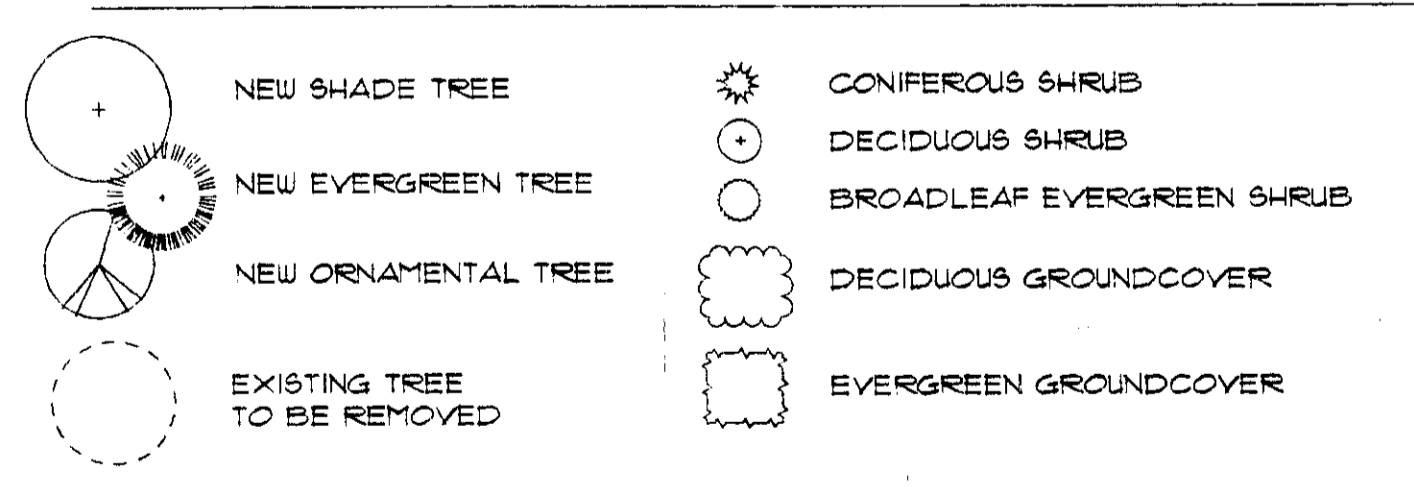 NEW SHADE TREE
NEW EVERGREEN TREE
NEW ORNAMENTAL TREE
EXISTING TREE
TO BE REMOVED
CONIFEROUS SHRUB
DECIDUOUS SHRUB
BROADLEAF EVERGREEN SHRUB
DECIDUOUS GROUNDCOVER
EVERGREEN GROUNDCOVER